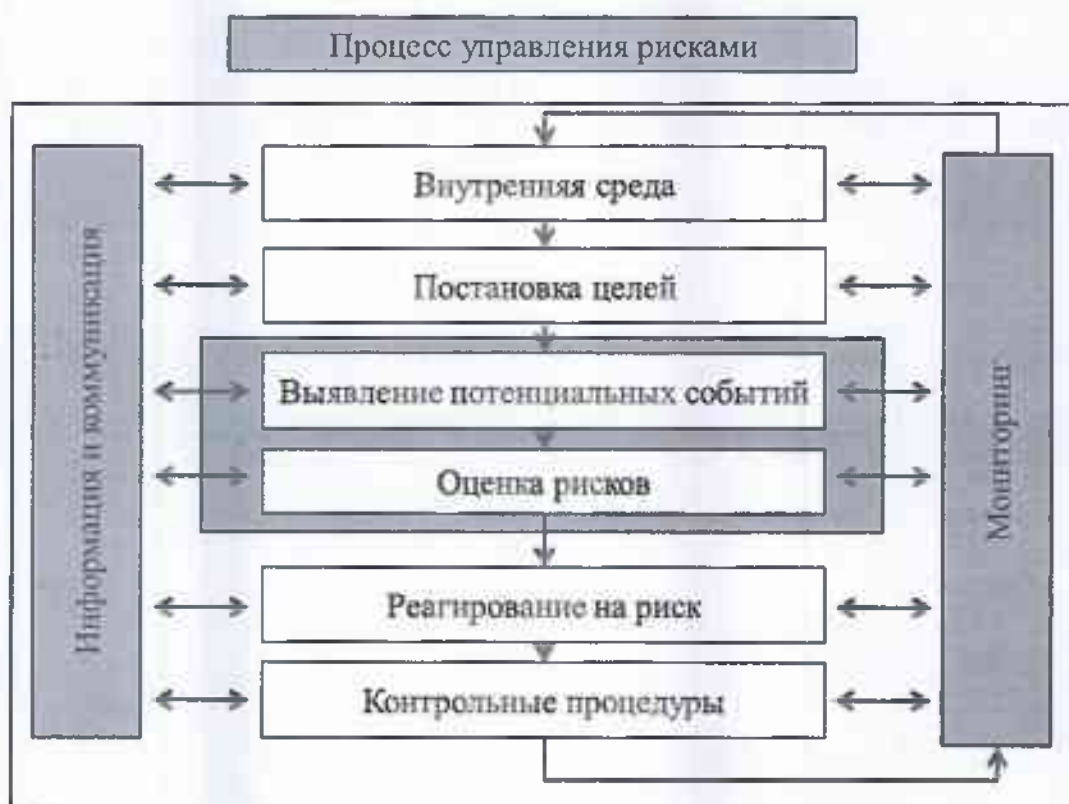 Процесс управления рисками
Информация и коммуникация
Внутренняя среда
Постановка целей
Выявление потенциальных событий
Оценка рисков
Реагирование на риск
Контрольные процедуры
Мониторинг